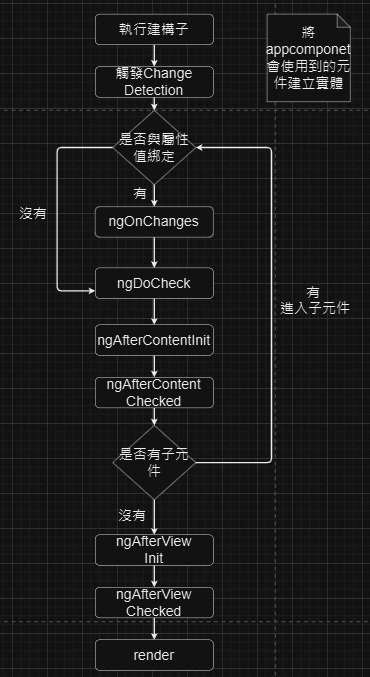 執行建構子
將
appcomponet
會使用到的元
件建立實體
觸發Change
Detection
是否與屬性
值綁定
沒有
有
ngOnChanges
ngDoCheck
有
進入子元件
ngAfterContentInit
ngAfterContent
Checked
是否有子元
件
沒有
ngAfterView
Init
ngAfterView
Checked
render